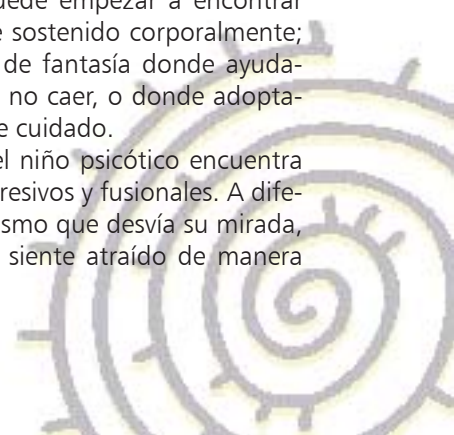 puede empezar a encontrar
sostenido corporalmente;
de fantasía donde ayuda-
no caer, o donde adopta-
e cuidado.
el niño psicótico encuentra
resivos y fusionales. A dife-
ismo que desvía su mirada,
siente atraído de manera